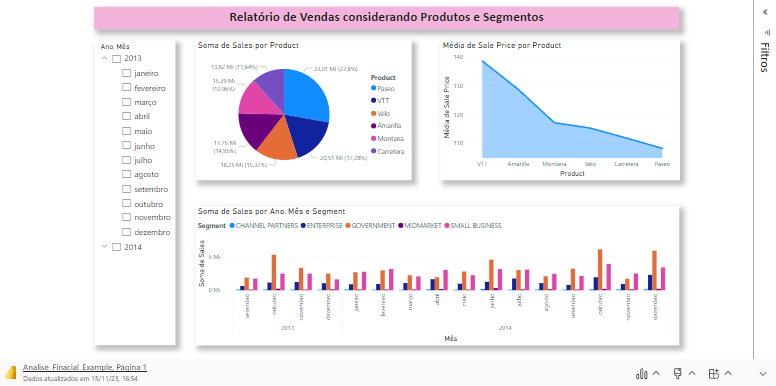 Relatório de Vendas considerando Produtos e Segmentos
Filtros
Ano, Mês
2013
janeiro
fevereiro
março
abril
maio
junho
julho
agosto
setembro
outubro
novembro
dezembro
2014
Soma de Sales por Product
13,82 Mi (11,64%)
15,39 Mi
(12,96%)
17,75 Mi
(14,95%)
18,25 Mi (15,37%)
20,51 Mi (17,28%)
33,01 Mi (27,8%)
Product
Paseo
VTT
Velo
Amarilla
Montana
Carretera
Média de Sale Price por Product
Média de Sale Price
140
130
120
110
VTT
Amarilla
Montana
Velo
Carretera
Paseo
Product
Soma de Sales por Ano, Mês e Segment
Segment CHANNEL PARTNERS ENTERPRISE GOVERNMENT MIDMARKET SMALL BUSINESS
Soma de Sales
5 Mi
0 Mi
setembro
outubro
novembro
dezembro
janeiro
fevereiro
março
abril
maio
junho
julho
agosto
setembro
outubro
novembro
dezembro
2013
2014
Mês
Analise_Finacial_Example, Página 1
Dados atualizados em 15/11/23, 16:54